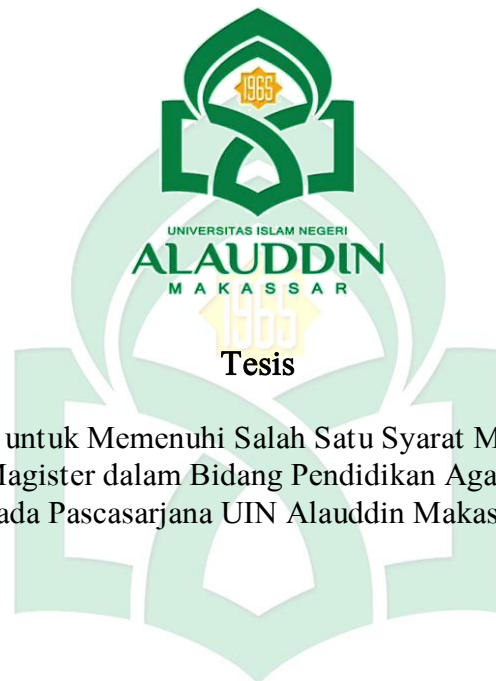 1965
UNIVERSITAS ISLAM NEGERI
ALAUDDIN
MAKASSAR
1965
Tesis
untuk Memenuhi Salah Satu Syarat M
Magister dalam Bidang Pendidikan Aga
ada Pascasarjana UIN Alauddin Makas